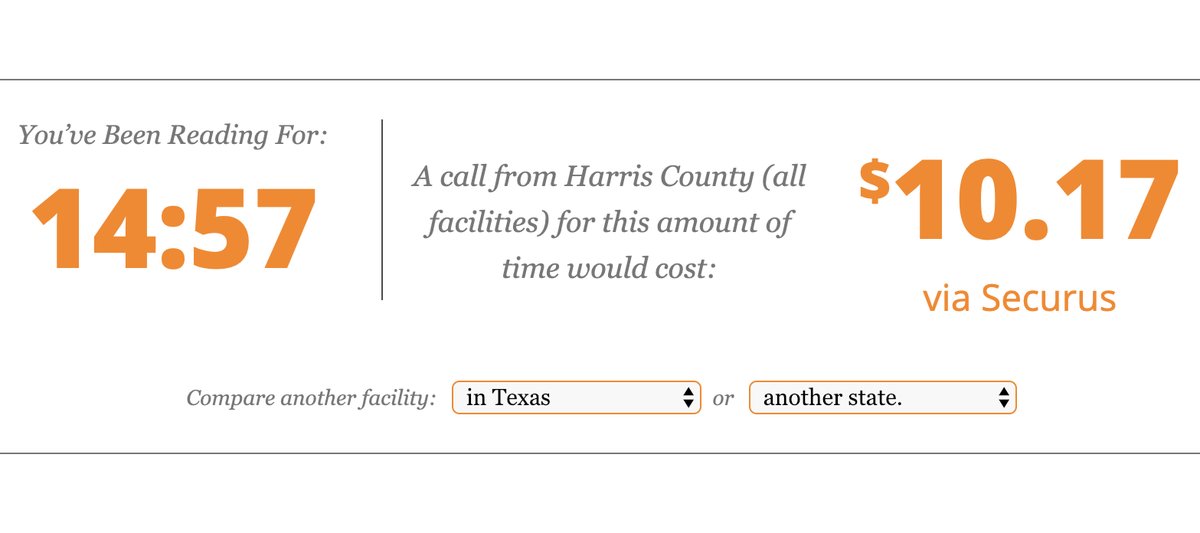 You’ve Been Reading For:
14:57
A call from Harris County (all
facilities) for this amount of
time would cost:
$10.17
via Securus
Compare another facility: in Texas or another state.